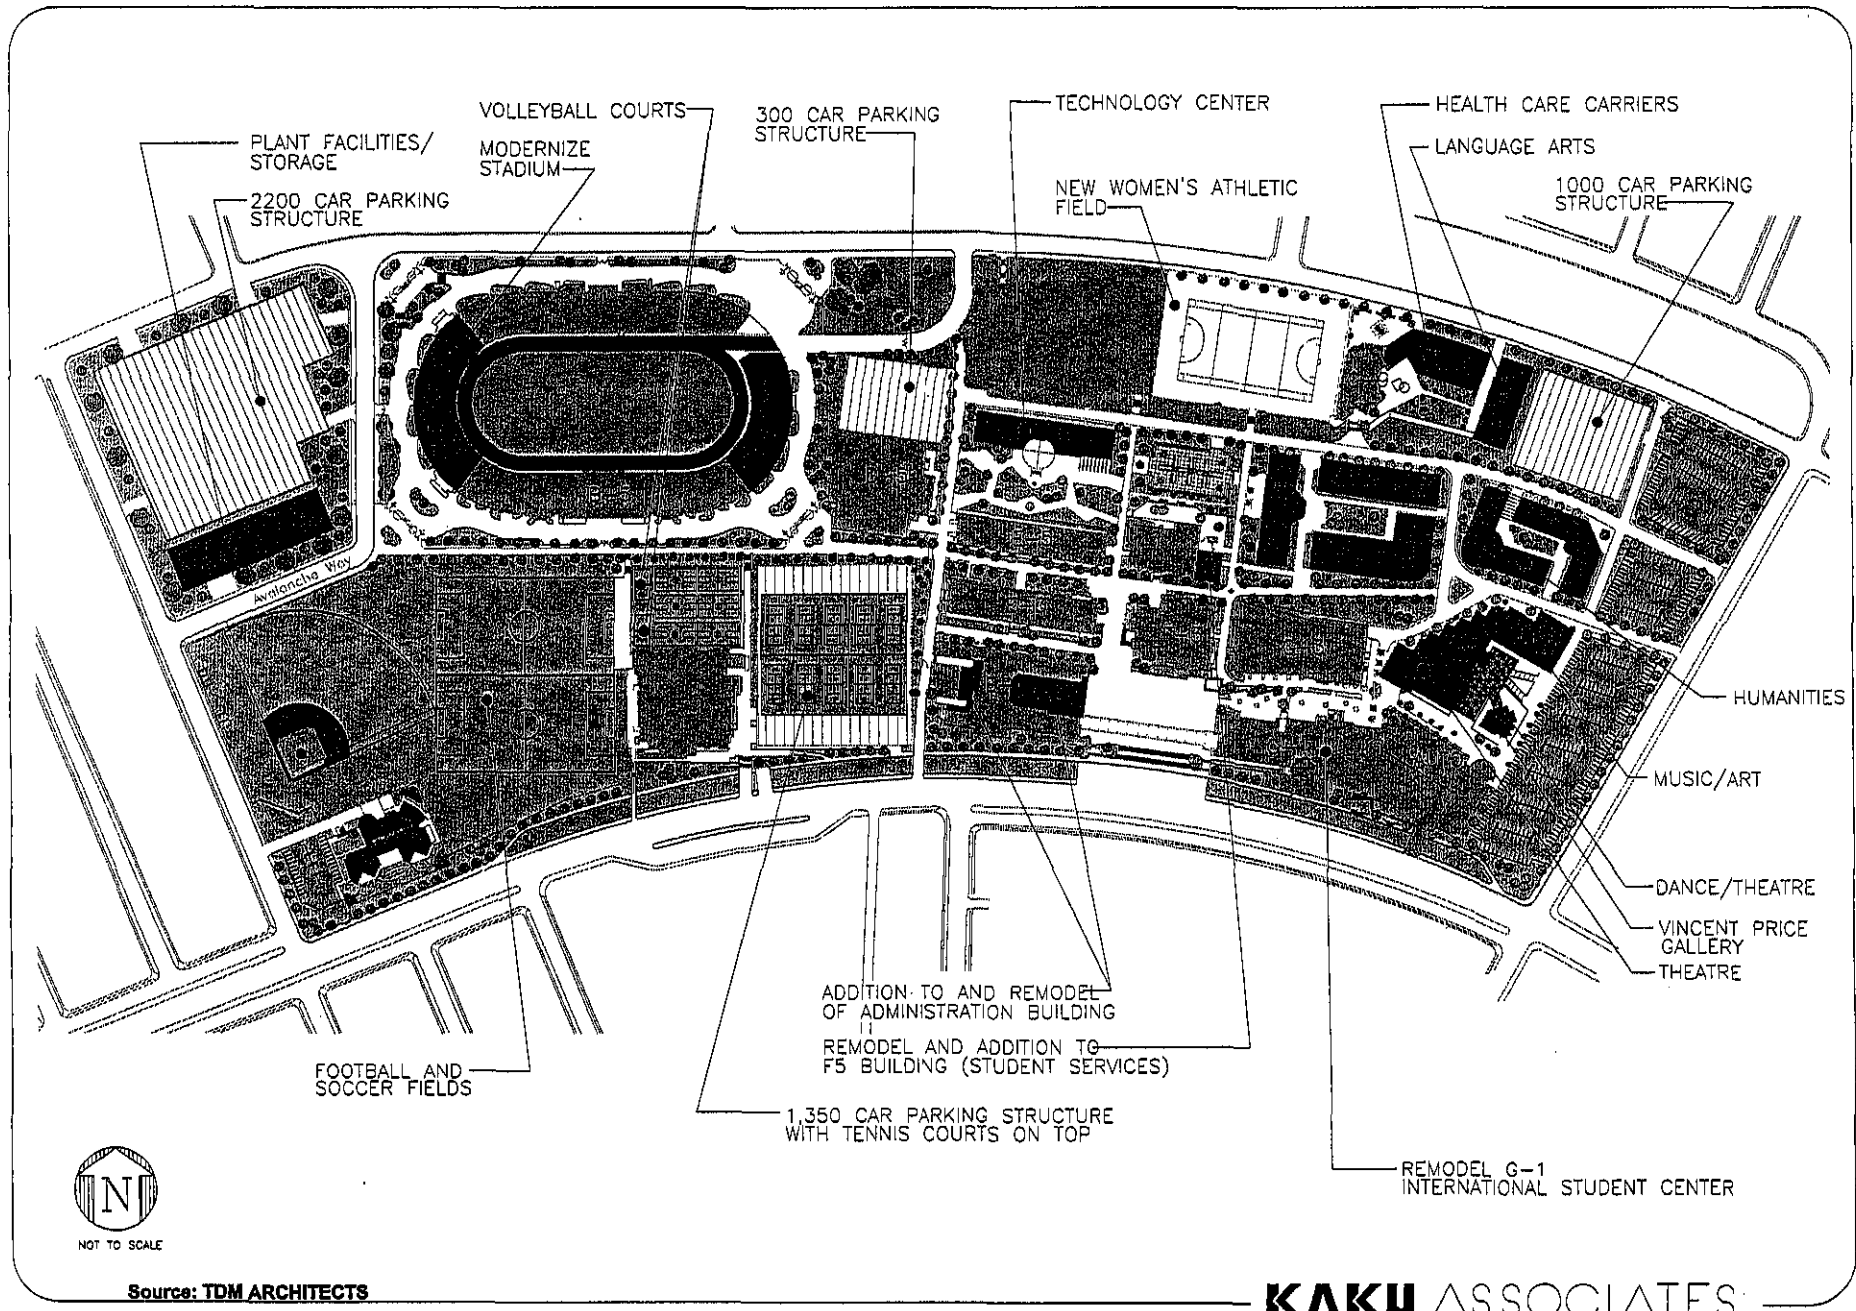 VOLLEYBALL COURTS
300 CAR PARKING
STRUCTURE
TECHNOLOGY CENTER
HEALTH CARE CARRIERS
PLANT FACILITIES/
STORAGE
MODERNIZE
STADIUM
LANGUAGE ARTS
2200 CAR PARKING
STRUCTURE
NEW WOMEN'S ATHLETIC
FIELD
1000 CAR PARKING
STRUCTURE
Avalanche Way
HUMANITIES
MUSIC/ART
DANCE/THEATRE
VINCENT PRICE
GALLERY
THEATRE
ADDITION TO AND REMODEL
OF ADMINISTRATION BUILDING
REMODEL AND ADDITION TO
F5 BUILDING (STUDENT SERVICES)
FOOTBALL AND
SOCCER FIELDS
1,350 CAR PARKING STRUCTURE
WITH TENNIS COURTS ON TOP
REMODEL G-1
INTERNATIONAL STUDENT CENTER
N
NOT TO SCALE
Source: TDM ARCHITECTS
KAKU ASSOCIATES